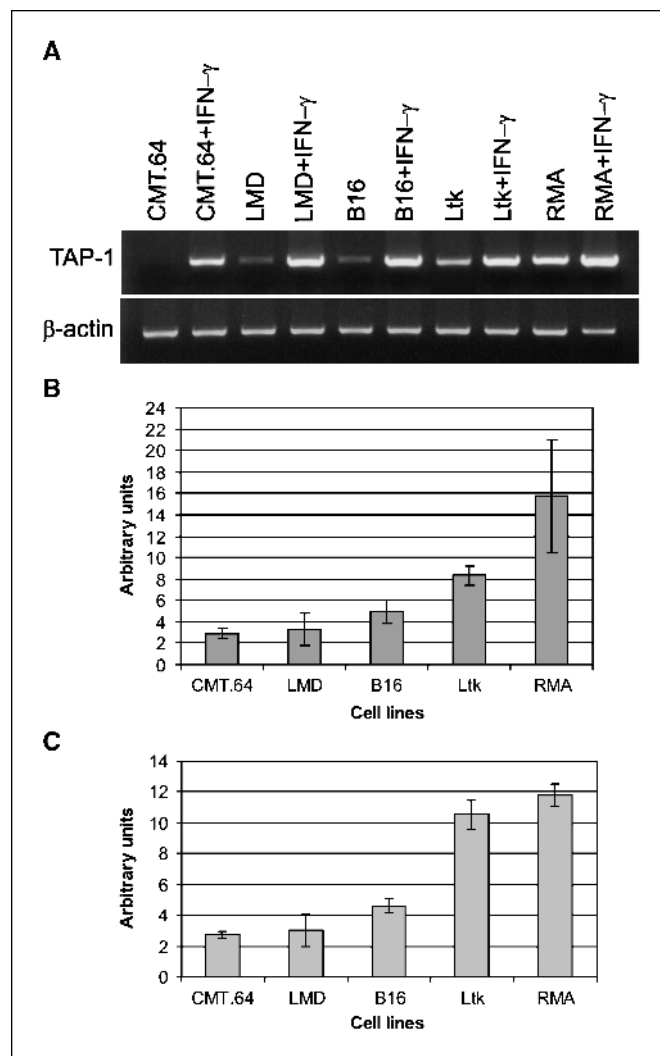 A
CMT.64
CMT.64+IFN-γ
LMD
LMD+IFN-γ
B16
B16+IFN-γ
Ltk
Ltk+IFN-γ
RMA
RMA+IFN-γ
TAP-1
β-actin
B
24
22
20
18
16
14
12
10
8
6
4
2
0
Arbitrary units
CMT.64 LMD B16 Ltk RMA
Cell lines
C
14
12
10
8
6
4
2
0
Arbitrary units
CMT.64 LMD B16 Ltk RMA
Cell lines